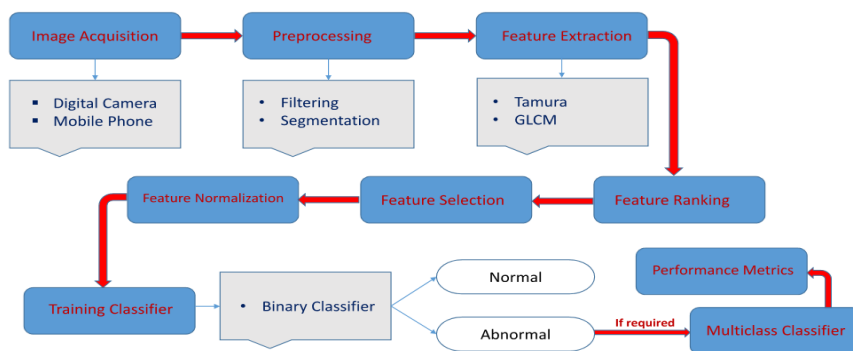 Image Acquisition
Preprocessing
Feature Extraction
▪ Digital Camera
▪ Mobile Phone
• Filtering
• Segmentation
• Tamura
• GLCM
Feature Normalization
Feature Selection
Feature Ranking
Training Classifier
• Binary Classifier
Normal
Abnormal
If required
Performance Metrics
Multiclass Classifier